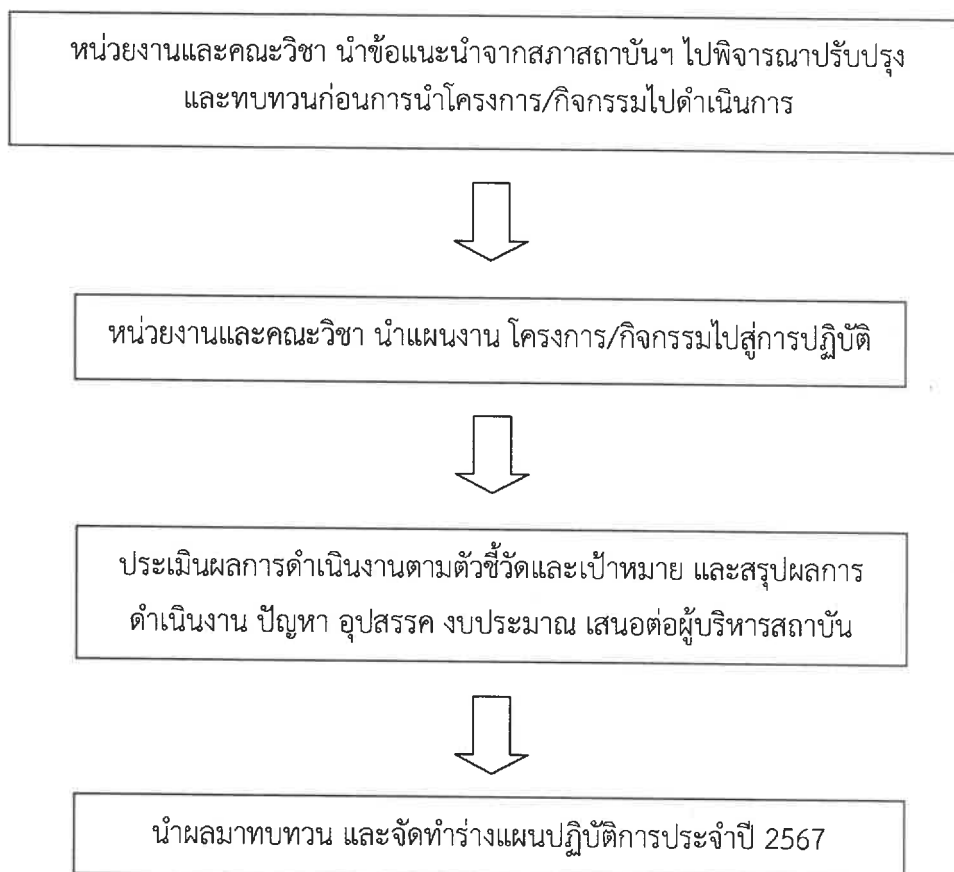 หน่วยงานและคณะวิชา นำข้อแนะนำจากสภาสถาบันฯ ไปพิจารณาปรับปรุง
และทบทวนก่อนการนำโครงการ/กิจกรรมไปดำเนินการ
หน่วยงานและคณะวิชา นำแผนงาน โครงการ/กิจกรรมไปสู่การปฏิบัติ
ประเมินผลการดำเนินงานตามตัวชี้วัดและเป้าหมาย และสรุปผลการ
ดำเนินงาน ปัญหา อุปสรรค งบประมาณ เสนอต่อผู้บริหารสถาบัน
นำผลมาทบทวน และจัดทำร่างแผนปฏิบัติการประจำปี 2567